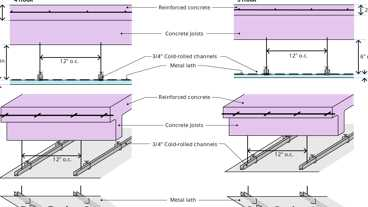 Reinforced concrete
Concrete Joists
12" o.c.
12" o.c.
3/4" Cold-rolled channels
Metal lath
Reinforced concrete
Concrete Joists
3/4" Cold-rolled channels
12" o.c.
12" o.c.
Metal lath